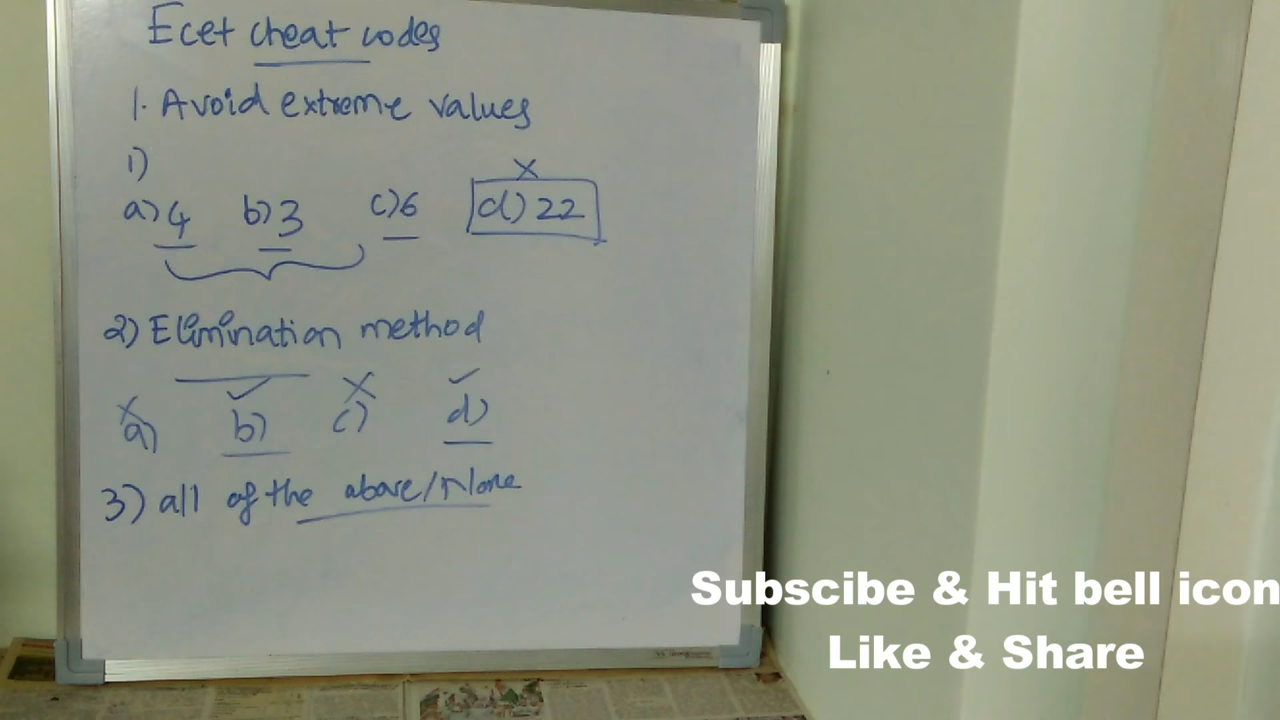 Ecet cheat codes
1. Avoid extreme values
1)
a) 4 b) 3 c) 6 d) 22
2) Elimination method
a) b) c) d)
3) all of the above/None
Subscibe & Hit bell icon
Like & Share